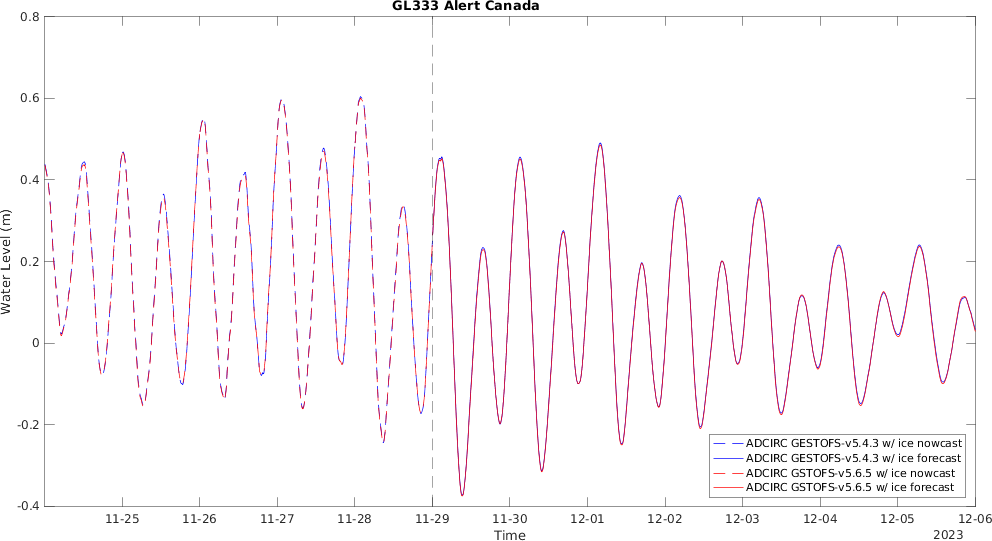 GL333 Alert Canada
0.8
0.6
0.4
0.2
0
-0.2
-0.4
Water Level (m)
ADCIRC GESTOFS-v5.4.3 w/ ice nowcast
ADCIRC GESTOFS-v5.4.3 w/ ice forecast
ADCIRC GSTOFS-v5.6.5 w/ ice nowcast
ADCIRC GSTOFS-v5.6.5 w/ ice forecast
11-25 11-26 11-27 11-28 11-29 11-30 12-01 12-02 12-03 12-04 12-05 12-06
Time
2023